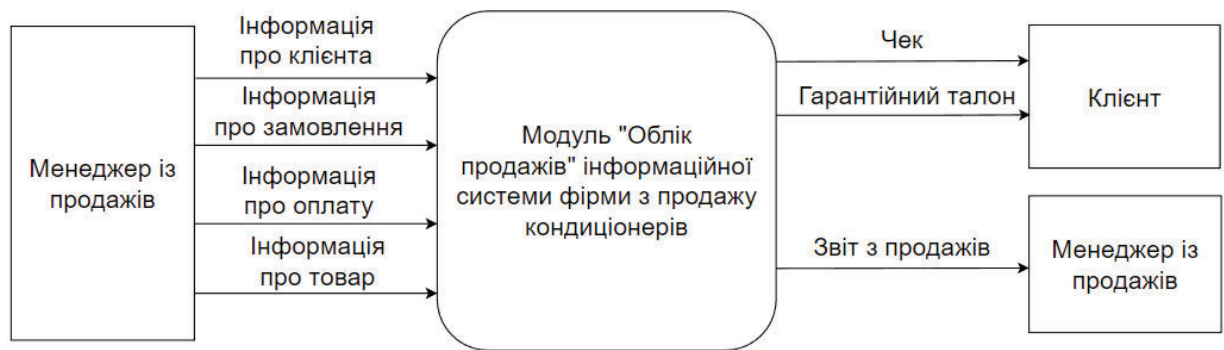 Менеджер із
продажів
Інформація
про клієнта
Інформація
про замовлення
Інформація
про оплату
Інформація
про товар
Модуль "Облік
продажів" інформаційної
системи фірми з продажу
кондиціонерів
Чек
Гарантійний талон
Звіт з продажів
Клієнт
Менеджер із
продажів